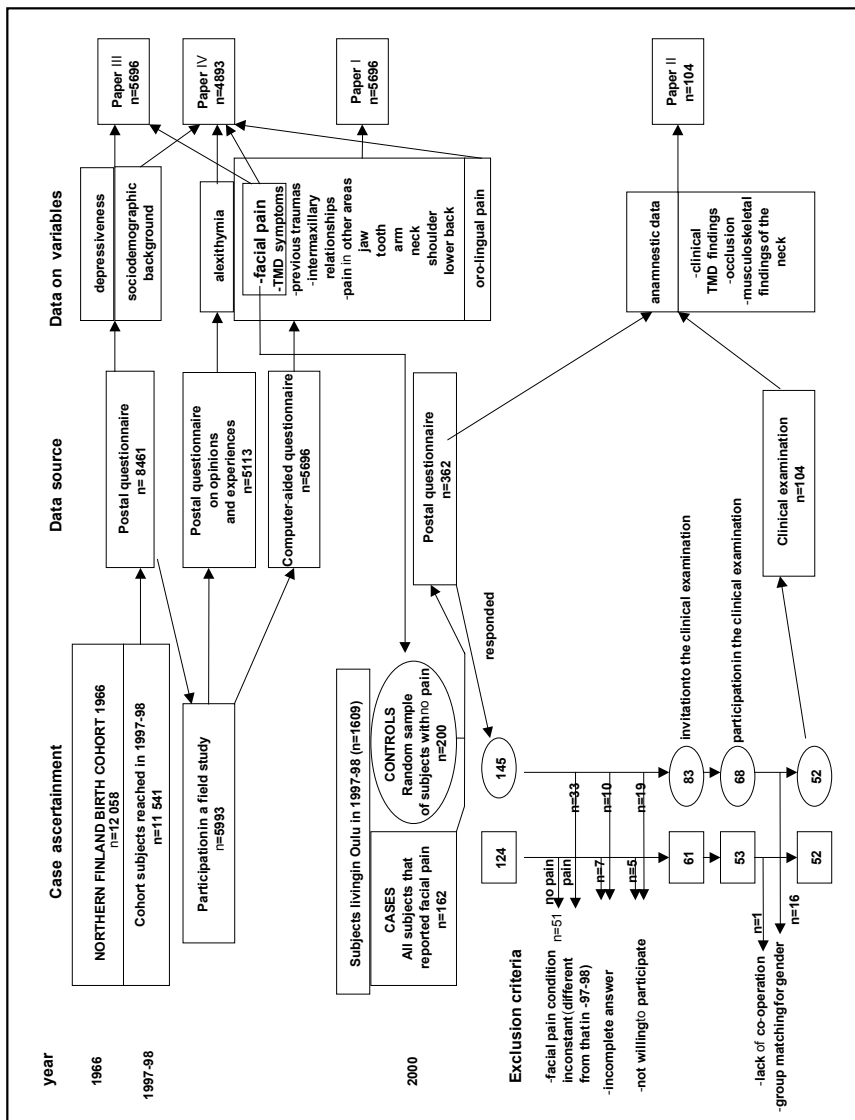 year
Case ascertainment
Data source
Data on variables
1966
1997-98
NORTHERN FINLAND BIRTH COHORT 1966
n=12 058
Cohort subjects reached in 1997-98
n=11 541
Postal questionnaire
n= 8461
depressiveness
sociodemographic
background
Paper III
n=5696
Participation in a field study
n=5993
Postal questionnaire
on opinions
and experiences
n=5113
alexithymia
Paper IV
n=4893
Computer-aided questionnaire
n=5696
-facial pain
-TMD symptoms
-previous traumas
-intermaxillary
relationships
-pain in other areas
jaw
tooth
arm
neck
shoulder
lower back
oro-lingual pain
Paper I
n=5696
2000
Subjects living in Oulu in 1997-98 (n=1609)
CASES
All subjects that
reported facial pain
n=162
CONTROLS
Random sample
of subjects with no pain
n=200
Postal questionnaire
n=362
responded
Exclusion criteria
124
145
-facial pain condition
inconstant (different
from that in -97-98)
no pain
n=51
pain
n=33
-incomplete answer
n=7
n=10
-not willing to participate
n=5
n=19
61
83
invitation to the clinical examination
53
68
participation in the clinical examination
-lack of co-operation
n=1
-group matching for gender
n=16
52
52
Clinical examination
n=104
anamnestic data
-clinical
TMD findings
-occlusion
-musculoskeletal
findings of the
neck
Paper II
n=104